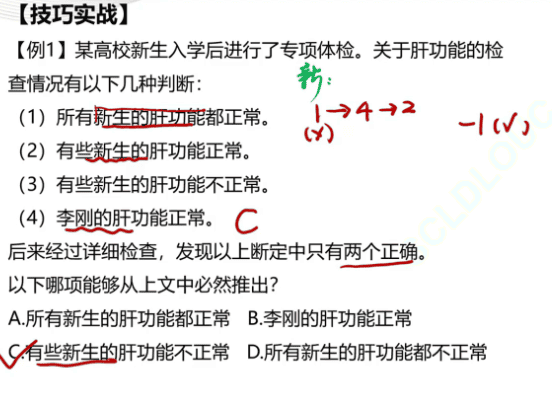 【技巧实战】
【例1】某高校新生入学后进行了专项体检。关于肝功能的检
查情况有以下几种判断：
新：
（1）所有新生的肝功能都正常。 1→4→2
(×) -1(√)
（2）有些新生的肝功能正常。
（3）有些新生的肝功能不正常。
（4）李刚的肝功能正常。 C
后来经过详细检查，发现以上断定中只有两个正确。
以下哪项能够从上文中必然推出？
A.所有新生的肝功能都正常 B.李刚的肝功能正常
C.有些新生的肝功能不正常 D.所有新生的肝功能都不正常